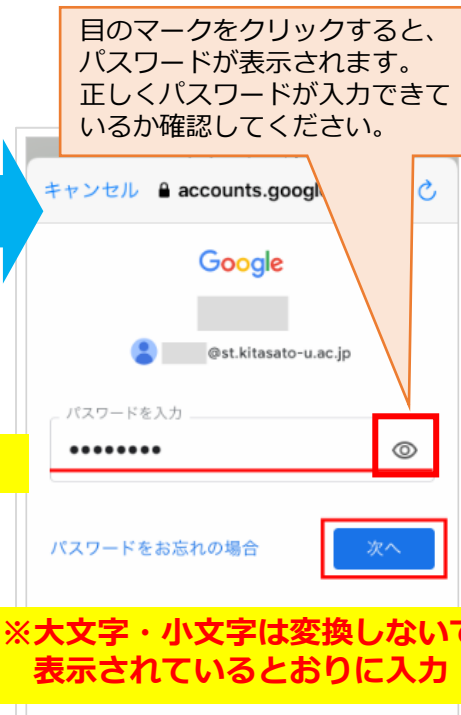 目のマークをクリックすると、
パスワードが表示されます。
正しくパスワードが入力できて
いるか確認してください。
キャンセル accounts.googl
Google
@st.kitasato-u.ac.jp
パスワードを入力
••••••••
パスワードをお忘れの場合 次へ
※大文字・小文字は変換しないで
表示されているとおりに入力